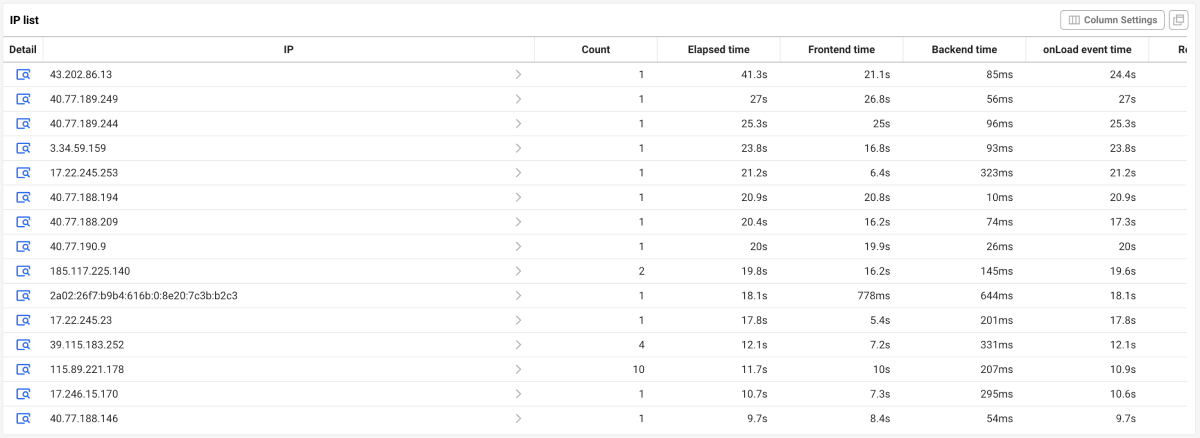 IP list
Column Settings
Detail IP Count Elapsed time Frontend time Backend time onLoad event time
43.202.86.13 1 41.3s 21.1s 85ms 24.4s
40.77.189.249 1 27s 26.8s 56ms 27s
40.77.189.244 1 25.3s 25s 96ms 25.3s
3.34.59.159 1 23.8s 16.8s 93ms 23.8s
17.22.245.253 1 21.2s 6.4s 323ms 21.2s
40.77.188.194 1 20.9s 20.8s 10ms 20.9s
40.77.188.209 1 20.4s 16.2s 74ms 17.3s
40.77.190.9 1 20s 19.9s 26ms 20s
185.117.225.140 2 19.8s 16.2s 145ms 19.6s
2a02:26f7:b9b4:616b:0:8e20:7c3b:b2c3 1 18.1s 778ms 644ms 18.1s
17.22.245.23 1 17.8s 5.4s 201ms 17.8s
39.115.183.252 4 12.1s 7.2s 331ms 12.1s
115.89.221.178 10 11.7s 10s 207ms 10.9s
17.246.15.170 1 10.7s 7.3s 295ms 10.6s
40.77.188.146 1 9.7s 8.4s 54ms 9.7s